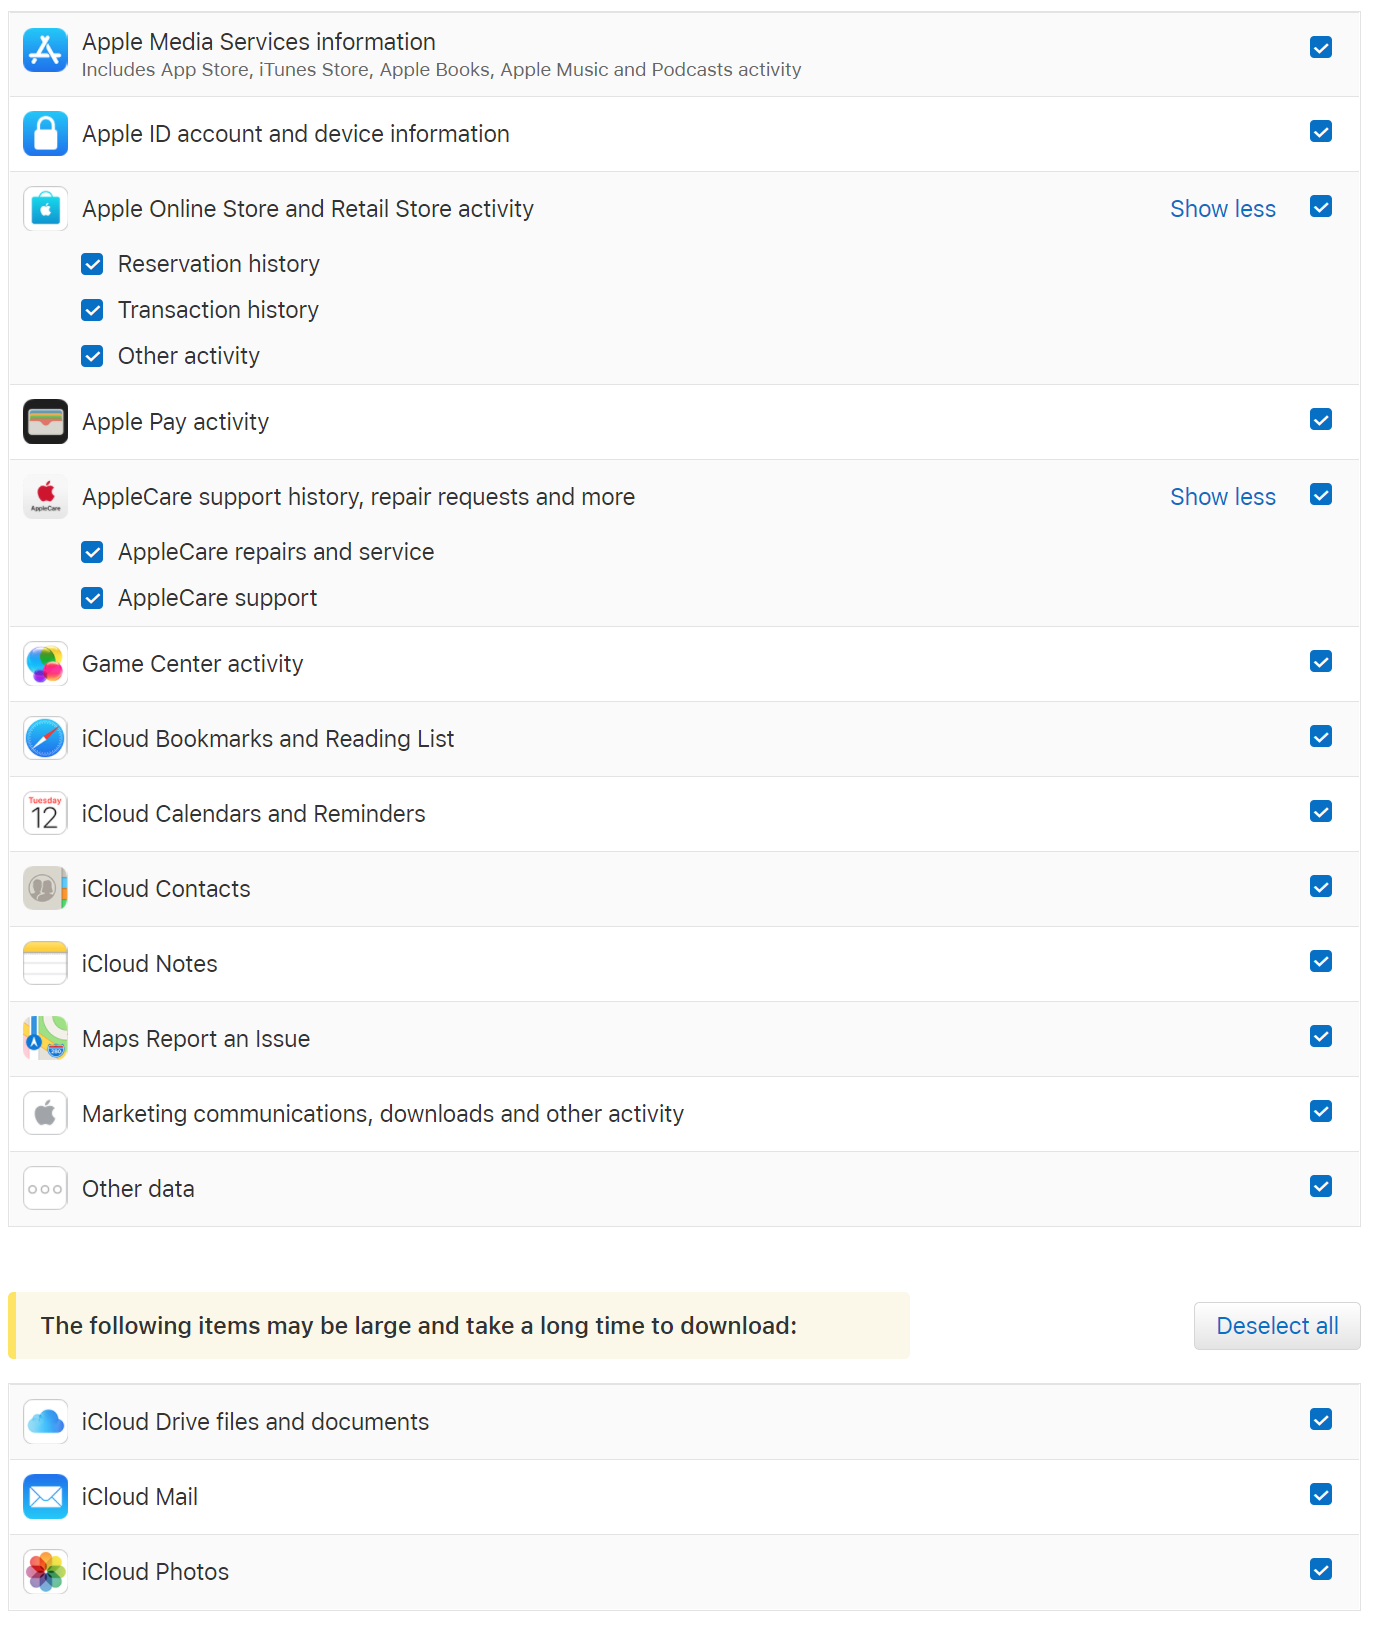 Apple Media Services information
Includes App Store, iTunes Store, Apple Books, Apple Music and Podcasts activity
Apple ID account and device information
Apple Online Store and Retail Store activity
Show less
Reservation history
Transaction history
Other activity
Apple Pay activity
AppleCare
AppleCare support history, repair requests and more
Show less
AppleCare repairs and service
AppleCare support
Game Center activity
iCloud Bookmarks and Reading List
Tuesday
12
iCloud Calendars and Reminders
iCloud Contacts
iCloud Notes
280
Maps Report an Issue
Marketing communications, downloads and other activity
Other data
The following items may be large and take a long time to download:
Deselect all
iCloud Drive files and documents
iCloud Mail
iCloud Photos